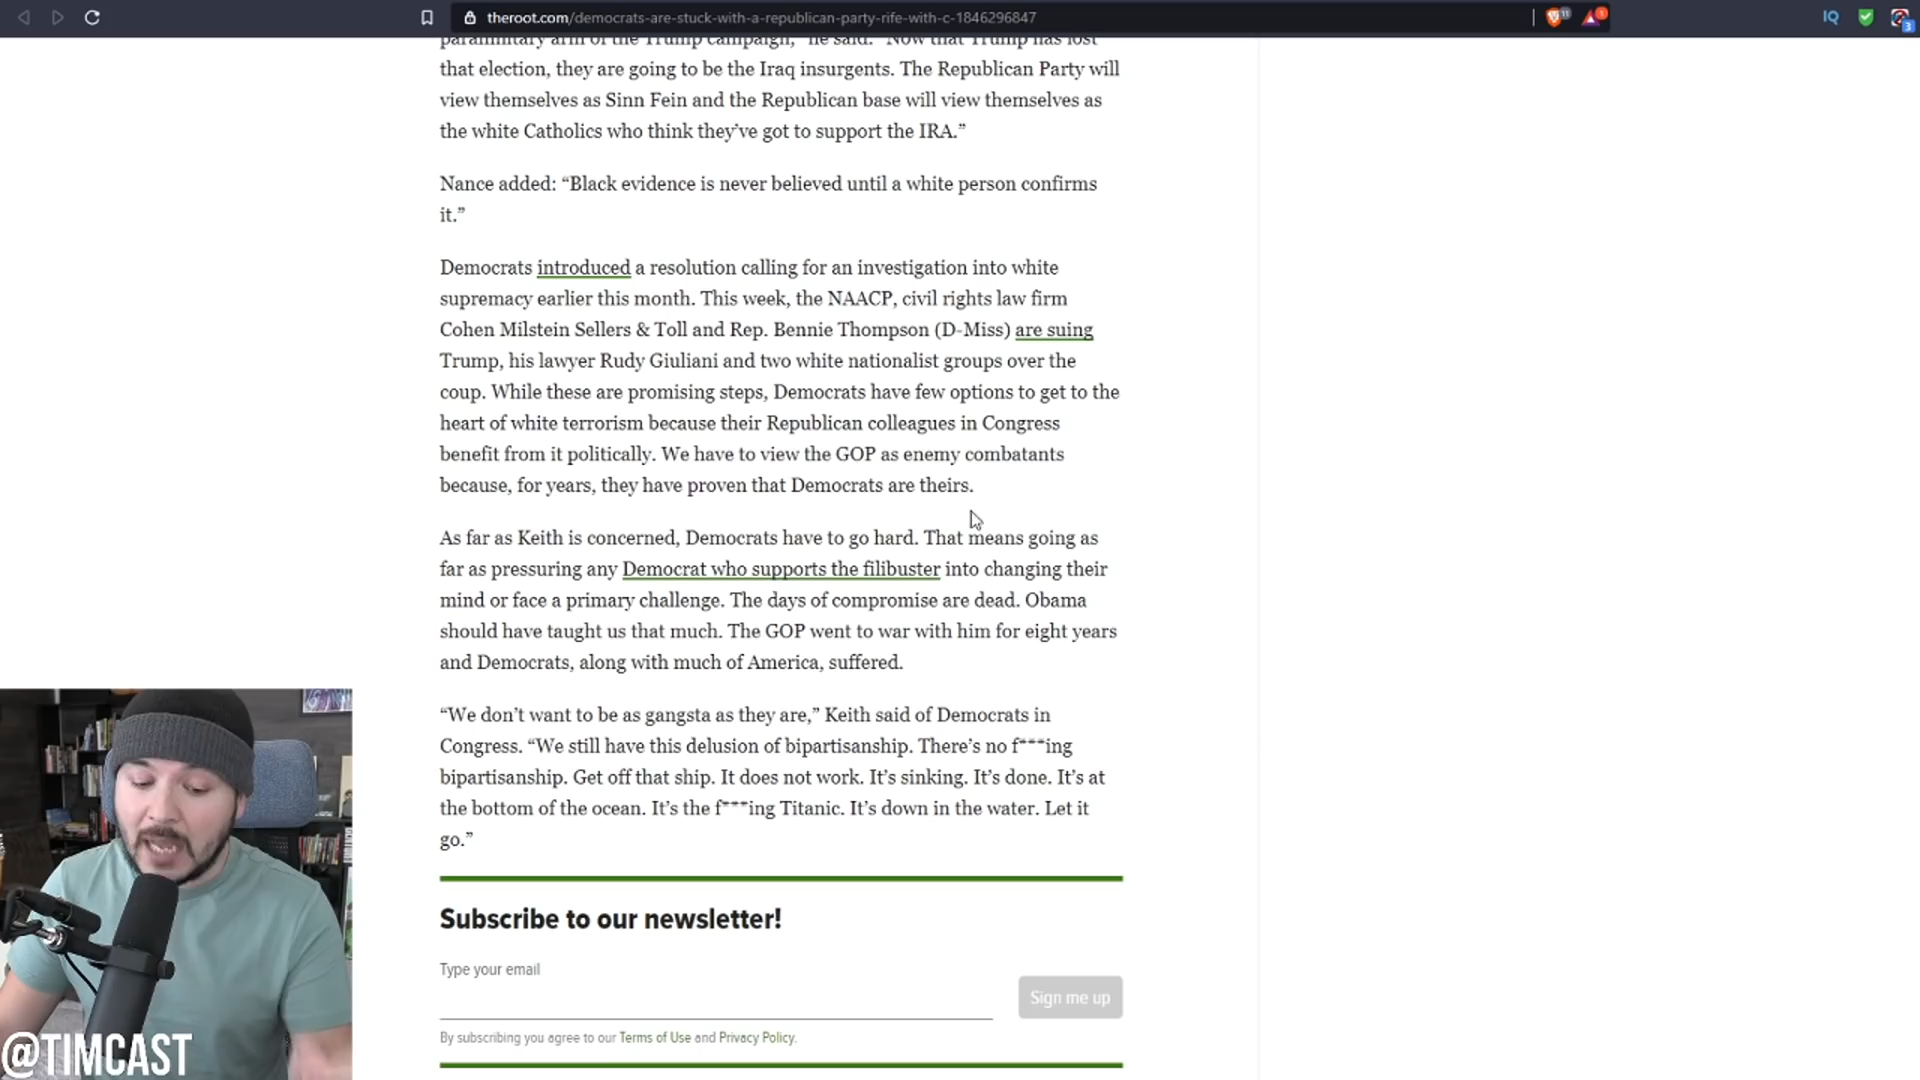 theroot.com/democrats-are-stuck-with-a-republican-party-rife-with-c-1846296847
paramilitary arm of the Trump campaign,” he said. “Now that Trump has lost
that election, they are going to be the Iraq insurgents. The Republican Party will
view themselves as Sinn Fein and the Republican base will view themselves as
the white Catholics who think they’ve got to support the IRA.”
Nance added: “Black evidence is never believed until a white person confirms
it.”
Democrats introduced a resolution calling for an investigation into white
supremacy earlier this month. This week, the NAACP, civil rights law firm
Cohen Milstein Sellers & Toll and Rep. Bennie Thompson (D-Miss) are suing
Trump, his lawyer Rudy Giuliani and two white nationalist groups over the
coup. While these are promising steps, Democrats have few options to get to the
heart of white terrorism because their Republican colleagues in Congress
benefit from it politically. We have to view the GOP as enemy combatants
because, for years, they have proven that Democrats are theirs.
As far as Keith is concerned, Democrats have to go hard. That means going as
far as pressuring any Democrat who supports the filibuster into changing their
mind or face a primary challenge. The days of compromise are dead. Obama
should have taught us that much. The GOP went to war with him for eight years
and Democrats, along with much of America, suffered.
“We don’t want to be as gangsta as they are,” Keith said of Democrats in
Congress. “We still have this delusion of bipartisanship. There’s no f***ing
bipartisanship. Get off that ship. It does not work. It’s sinking. It’s done. It’s at
the bottom of the ocean. It’s the f***ing Titanic. It’s down in the water. Let it
go.”
Subscribe to our newsletter!
Type your email
Sign me up
By subscribing you agree to our Terms of Use and Privacy Policy.
@TIMCAST